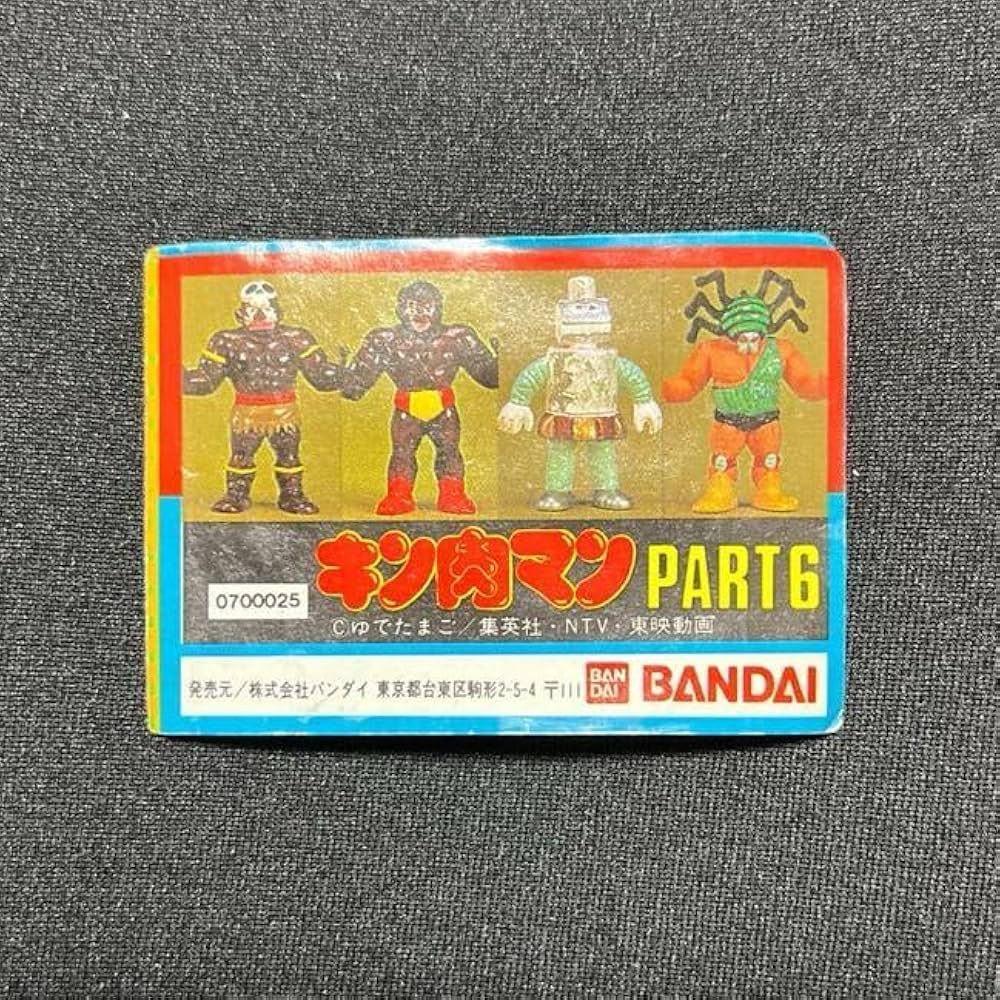 キン肉マン PART6
0700025
©ゆでたまご/集英社・NTV・東映動画
発売元/株式会社バンダイ 東京都台東区駒形2-5-4 〒111 BAN DAI BANDAI